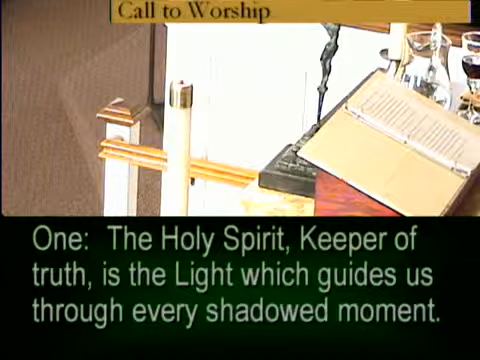 Call to Worship
One: The Holy Spirit, Keeper of
truth, is the Light which guides us
through every shadowed moment.